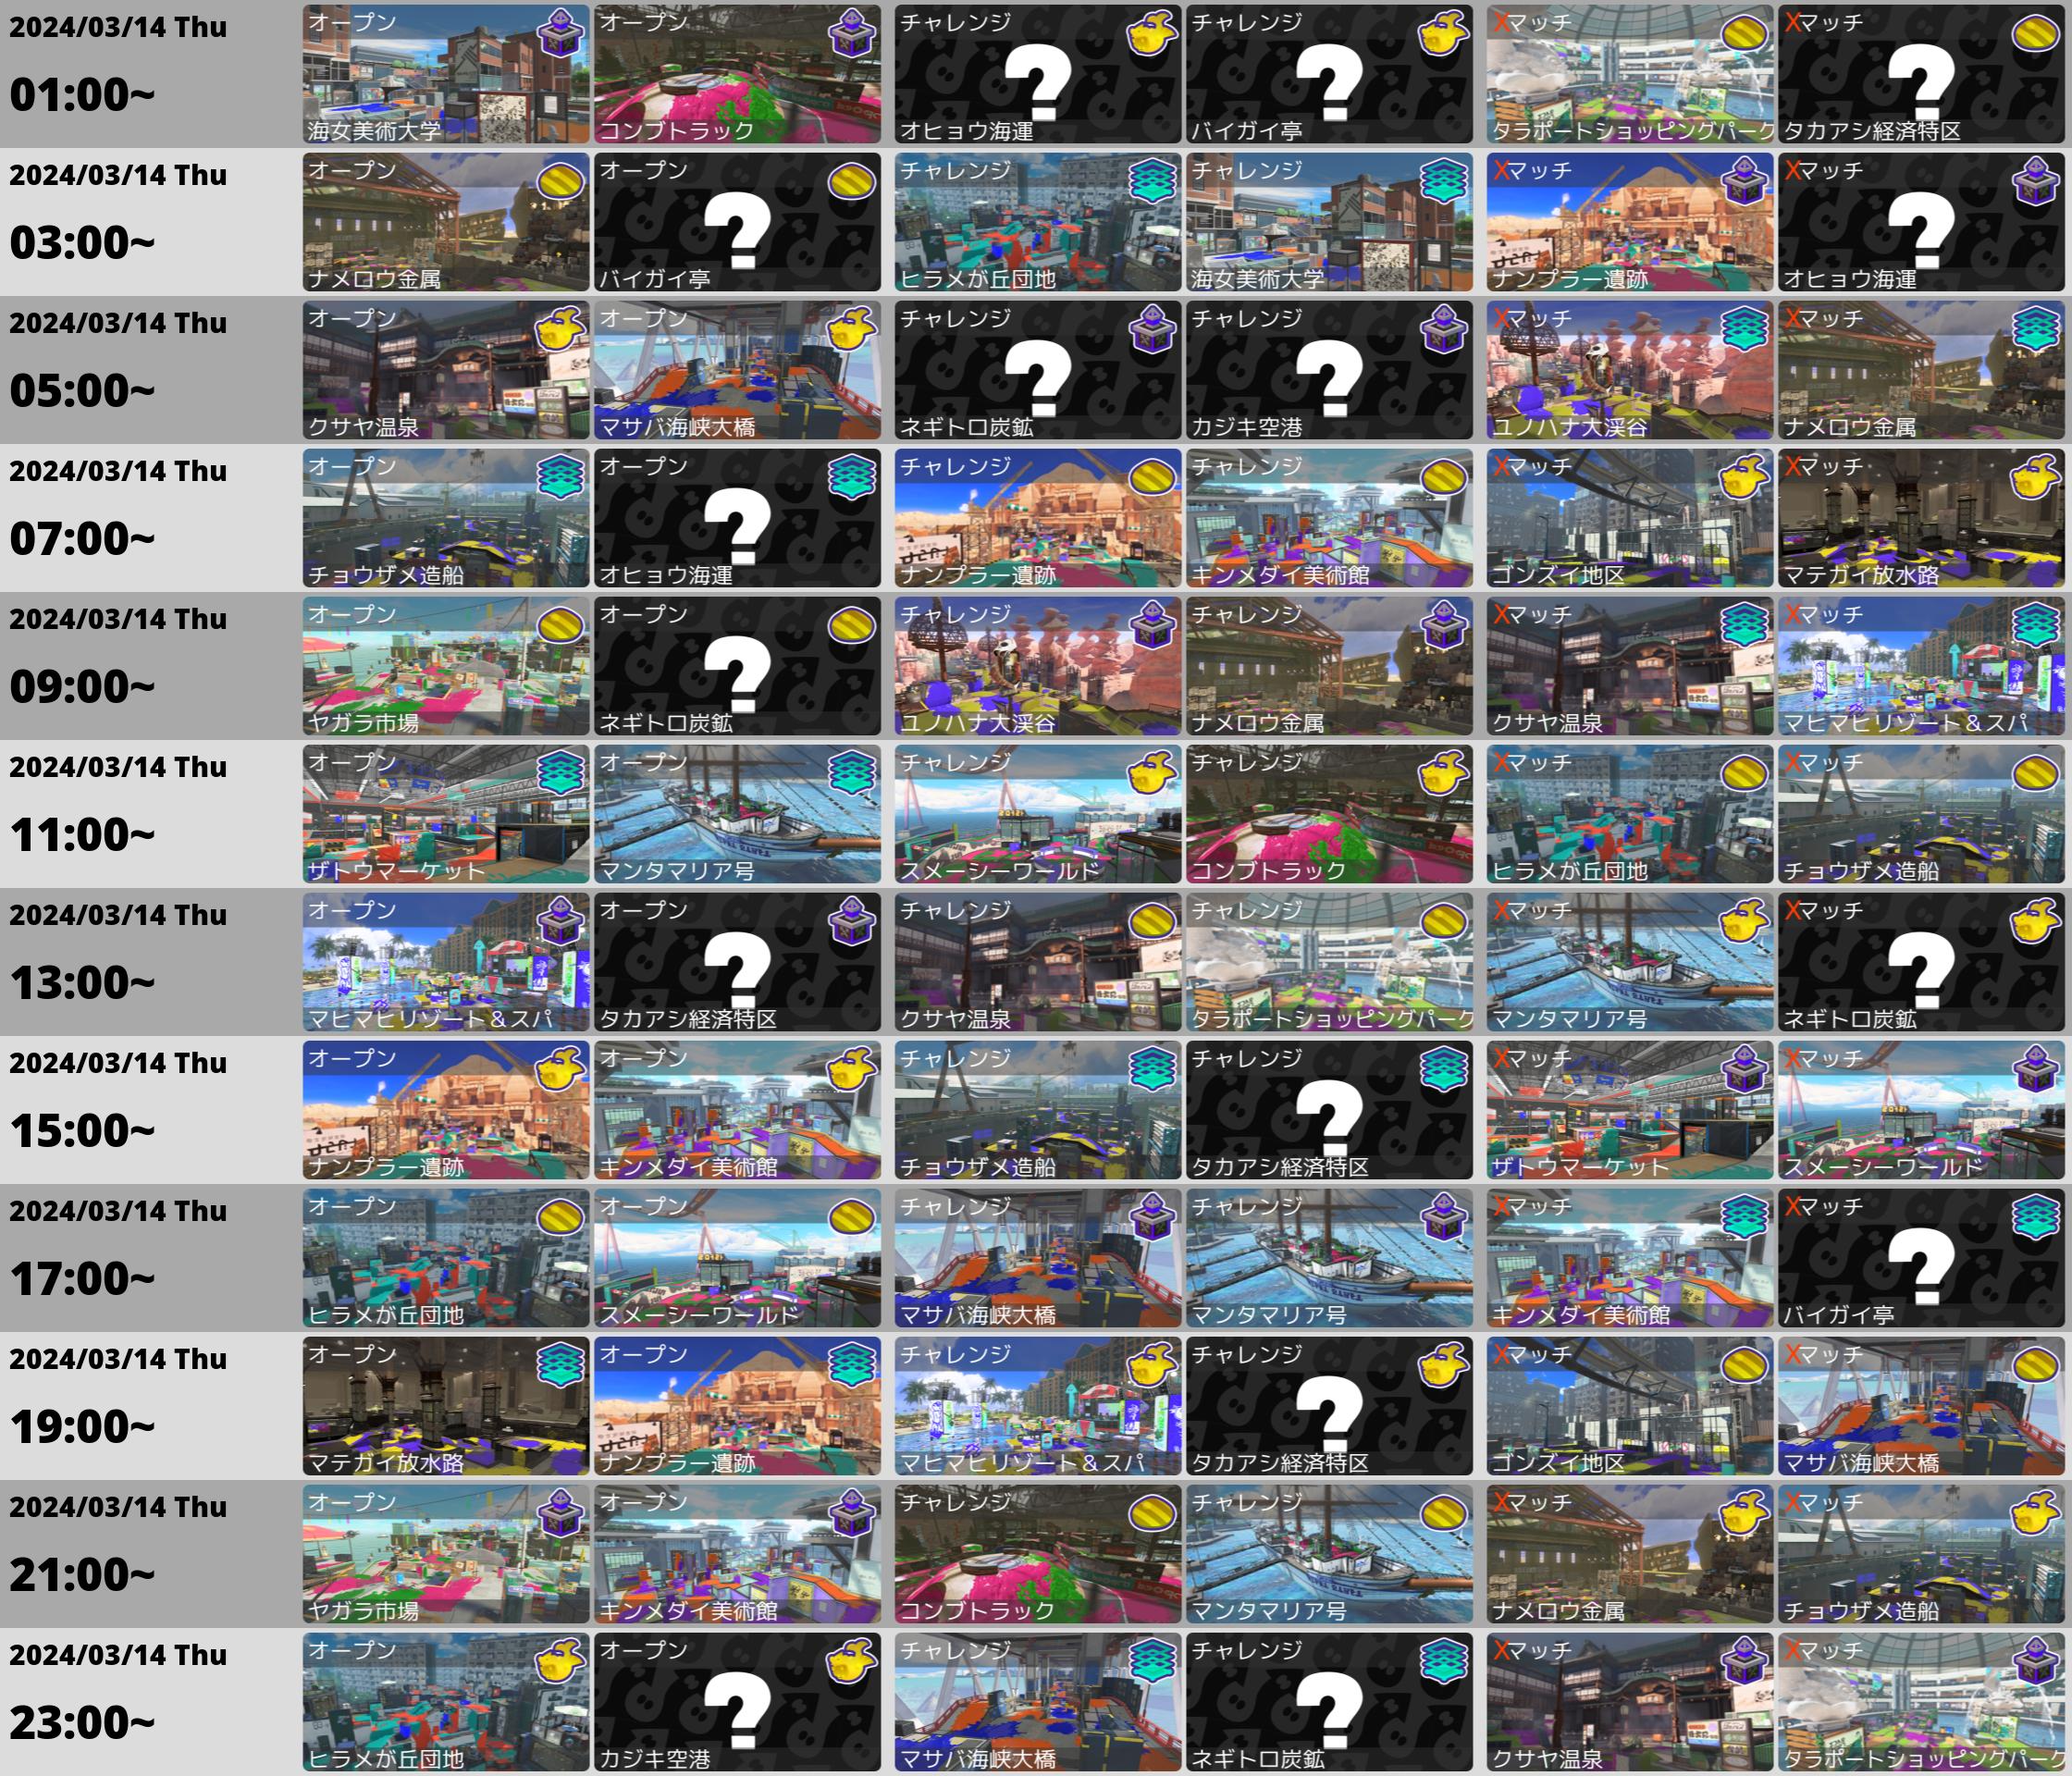 2024/03/14 Thu
01:00~
オープン
海女美術大学
オープン
コンブトラック
チャレンジ
オヒョウ海運
チャレンジ
バイガイ亭
Xマッチ
タラポートショッピングパーク
Xマッチ
タカアシ経済特区
2024/03/14 Thu
03:00~
オープン
ナメロウ金属
オープン
バイガイ亭
チャレンジ
ヒラメが丘団地
チャレンジ
海女美術大学
Xマッチ
ナンプラー遺跡
Xマッチ
オヒョウ海運
2024/03/14 Thu
05:00~
オープン
クサヤ温泉
オープン
マサバ海峡大橋
チャレンジ
ネギトロ炭鉱
チャレンジ
カジキ空港
Xマッチ
ユノハナ大渓谷
Xマッチ
ナメロウ金属
2024/03/14 Thu
07:00~
オープン
チョウザメ造船
オープン
オヒョウ海運
チャレンジ
ナンプラー遺跡
チャレンジ
キンメダイ美術館
Xマッチ
ゴンズイ地区
Xマッチ
マテガイ放水路
2024/03/14 Thu
09:00~
オープン
ヤガラ市場
オープン
ネギトロ炭鉱
チャレンジ
ユノハナ大渓谷
チャレンジ
ナメロウ金属
Xマッチ
クサヤ温泉
Xマッチ
マヒマヒリゾート＆スパ
2024/03/14 Thu
11:00~
オープン
ザトウマーケット
オープン
マンタマリア号
チャレンジ
スメーシーワールド
チャレンジ
コンブトラック
Xマッチ
ヒラメが丘団地
Xマッチ
チョウザメ造船
2024/03/14 Thu
13:00~
オープン
マヒマヒリゾート＆スパ
オープン
タカアシ経済特区
チャレンジ
クサヤ温泉
チャレンジ
タラポートショッピングパーク
Xマッチ
マンタマリア号
Xマッチ
ネギトロ炭鉱
2024/03/14 Thu
15:00~
オープン
ナンプラー遺跡
オープン
キンメダイ美術館
チャレンジ
チョウザメ造船
チャレンジ
タカアシ経済特区
Xマッチ
ザトウマーケット
Xマッチ
スメーシーワールド
2024/03/14 Thu
17:00~
オープン
ヒラメが丘団地
オープン
スメーシーワールド
チャレンジ
マサバ海峡大橋
チャレンジ
マンタマリア号
Xマッチ
キンメダイ美術館
Xマッチ
バイガイ亭
2024/03/14 Thu
19:00~
オープン
マテガイ放水路
オープン
ナンプラー遺跡
チャレンジ
マヒマヒリゾート＆スパ
チャレンジ
タカアシ経済特区
Xマッチ
ゴンズイ地区
Xマッチ
マサバ海峡大橋
2024/03/14 Thu
21:00~
オープン
ヤガラ市場
オープン
キンメダイ美術館
チャレンジ
コンブトラック
チャレンジ
マンタマリア号
Xマッチ
ナメロウ金属
Xマッチ
チョウザメ造船
2024/03/14 Thu
23:00~
オープン
ヒラメが丘団地
オープン
カジキ空港
チャレンジ
マサバ海峡大橋
チャレンジ
ネギトロ炭鉱
Xマッチ
クサヤ温泉
Xマッチ
タラポートショッピングパーク